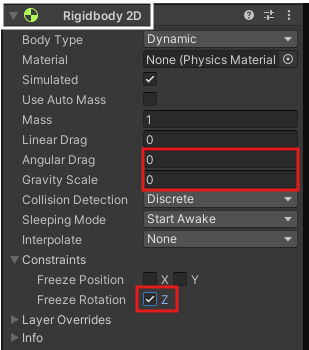 Rigidbody 2D
Body Type Dynamic
Material None (Physics Material
Simulated
Use Auto Mass
Mass 1
Linear Drag 0
Angular Drag 0
Gravity Scale 0
Collision Detection Discrete
Sleeping Mode Start Awake
Interpolate None
Constraints
Freeze Position X Y
Freeze Rotation Z
Layer Overrides
Info